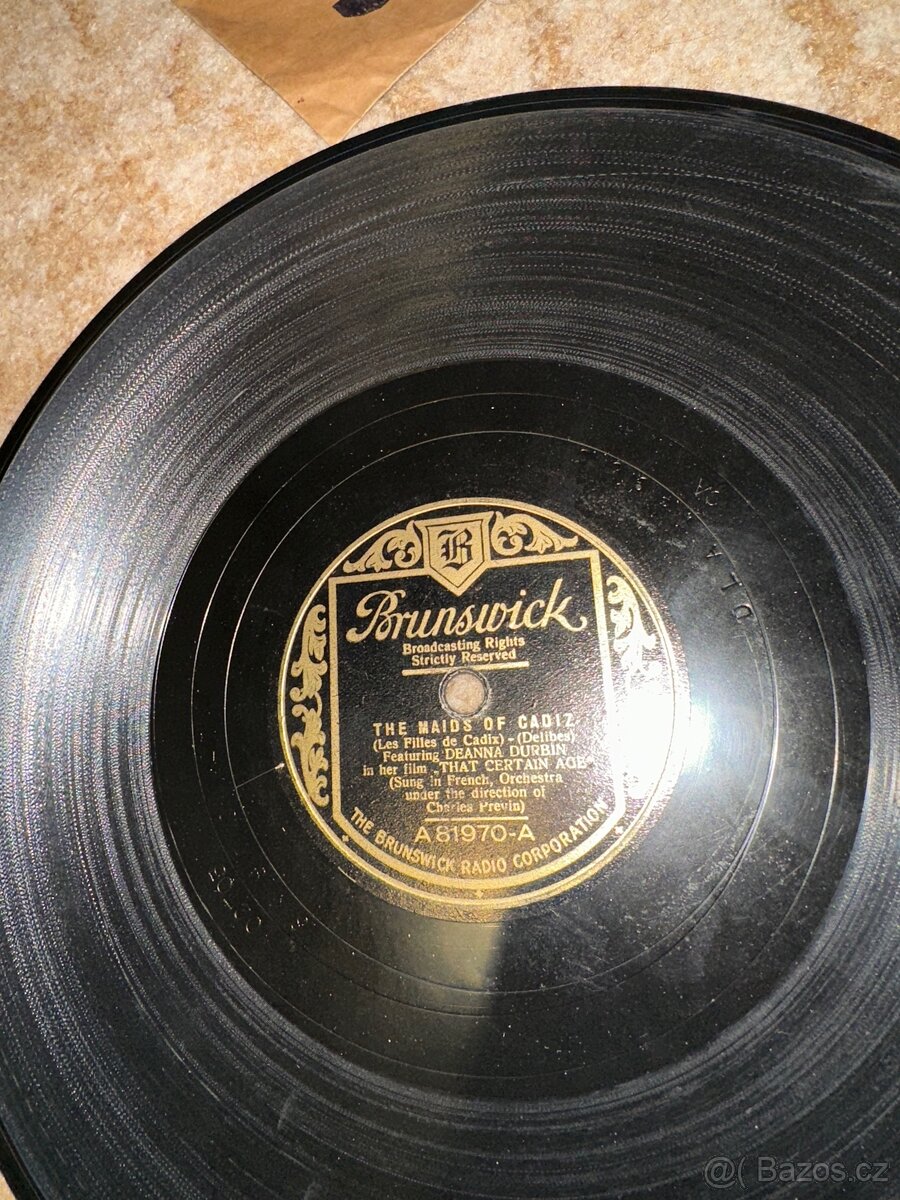 B
Brunswick
Broadcasting Rights
Strictly Reserved
THE MAIDS OF CADIZ
(Les Filles de Cadix) - (Delibes)
Featuring DEANNA DURBIN
in her film „THAT CERTAIN AGE"
(Sung in French, Orchestra
under the direction of
Charles Previn)
A 81970-A
THE BRUNSWICK RADIO CORPORATION
@( Bazos.cz